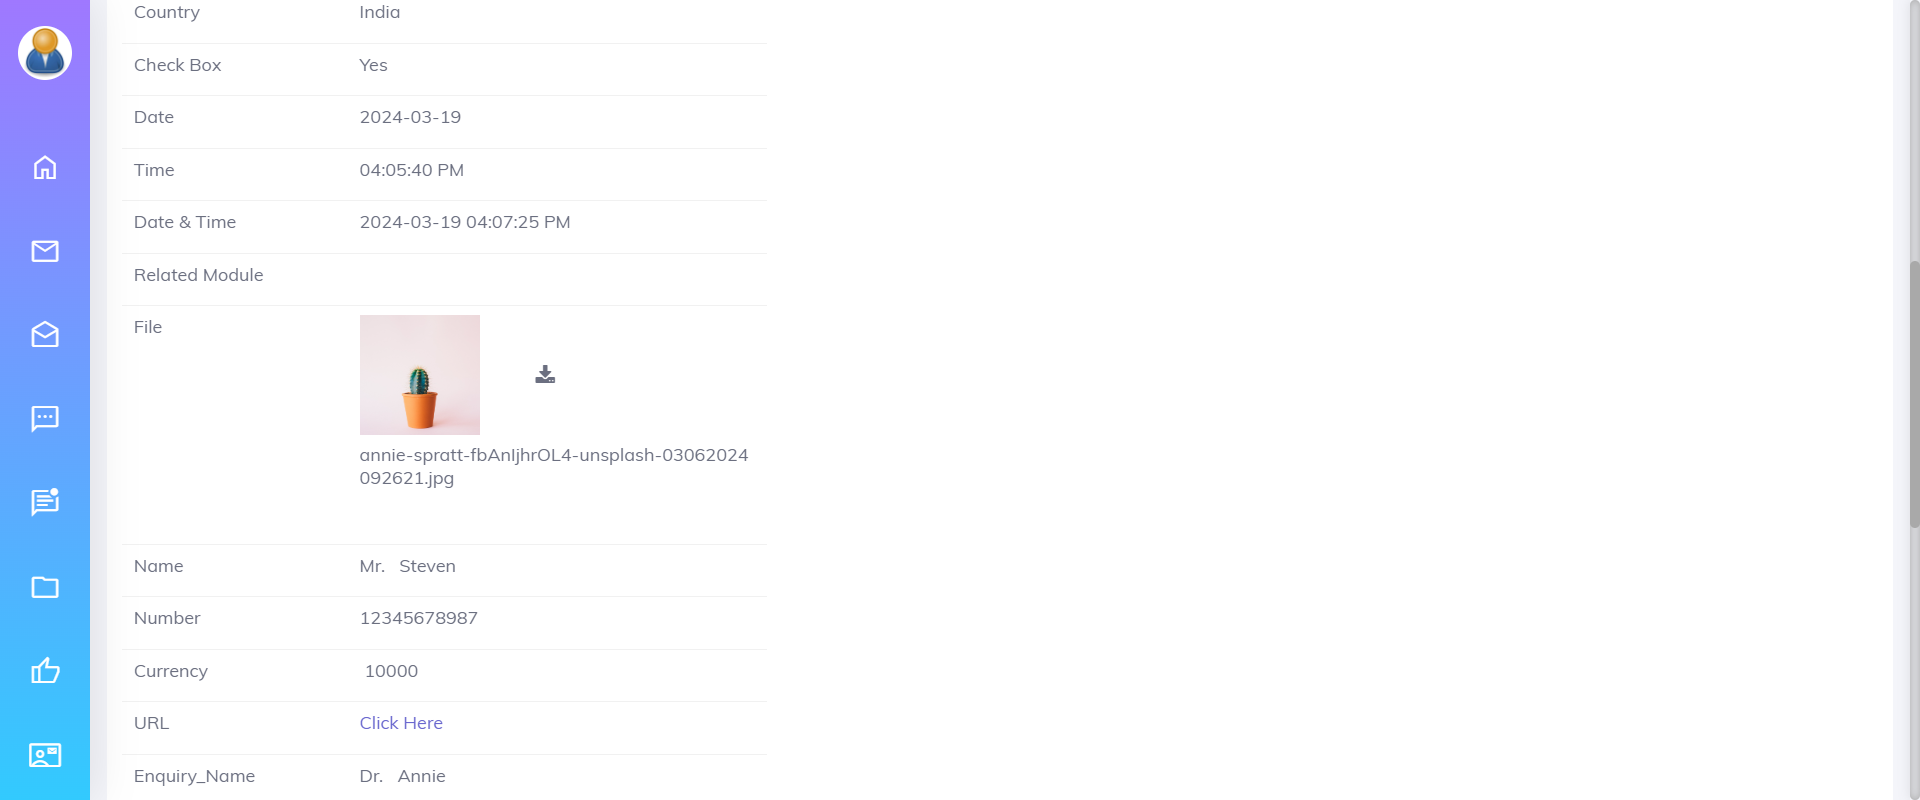 Country India
Check Box Yes
Date 2024-03-19
Time 04:05:40 PM
Date & Time 2024-03-19 04:07:25 PM
Related Module
File
annie-spratt-fbAnIjhrOL4-unsplash-03062024
092621.jpg
Name Mr. Steven
Number 12345678987
Currency 10000
URL Click Here
Enquiry_Name Dr. Annie